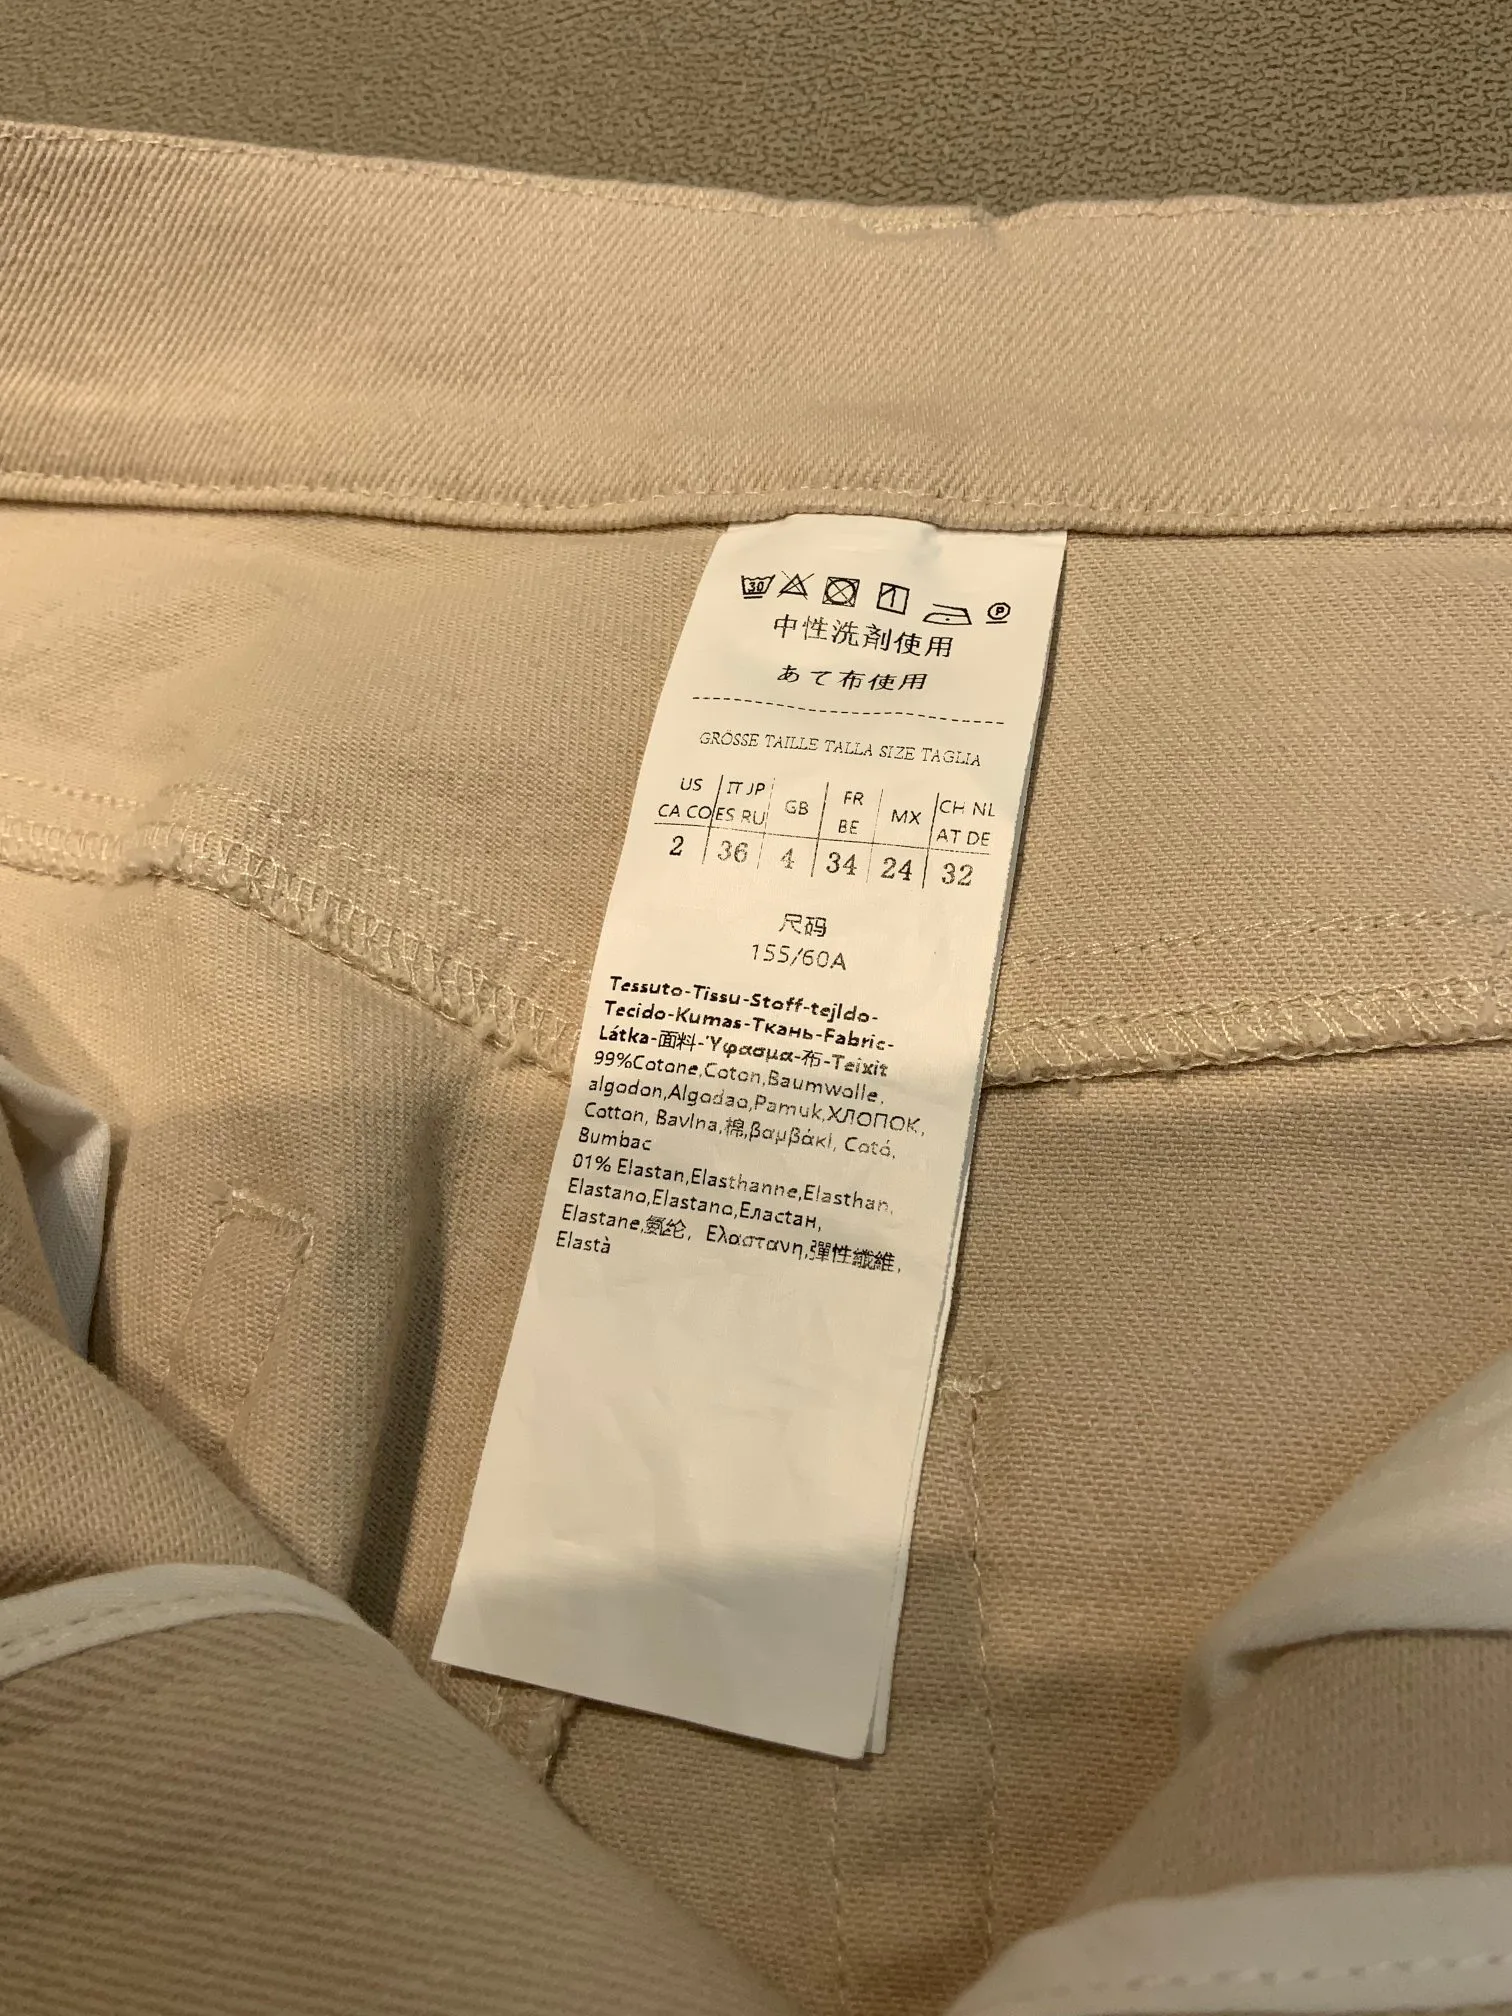 30
P
中性洗剤使用
あて布使用
GRÖSSE TAILLE TALLA SIZE TAGLIA
US IT JP GB FR MX CH NL
CA CO ES RU BE AT DE
2 36 4 34 24 32
尺码
155/60A
Tessuto-Tissu-Stoff-tejldo-
Tecido-Kumas-Ткань-Fabric-
Látka-面料-Ύφασμα-布-Teixit
99%Cotone,Coton,Baumwolle,
algodon,Algodao,Pamuk,ХЛОПОК,
Cotton, Bavlna,棉,βαμβάκι, Cotó,
Bumbac
01% Elastan,Elasthanne,Elasthan,
Elastano,Elastano,Еластан,
Elastane,氨纶, Ελαστανη,彈性纖維,
Elastà